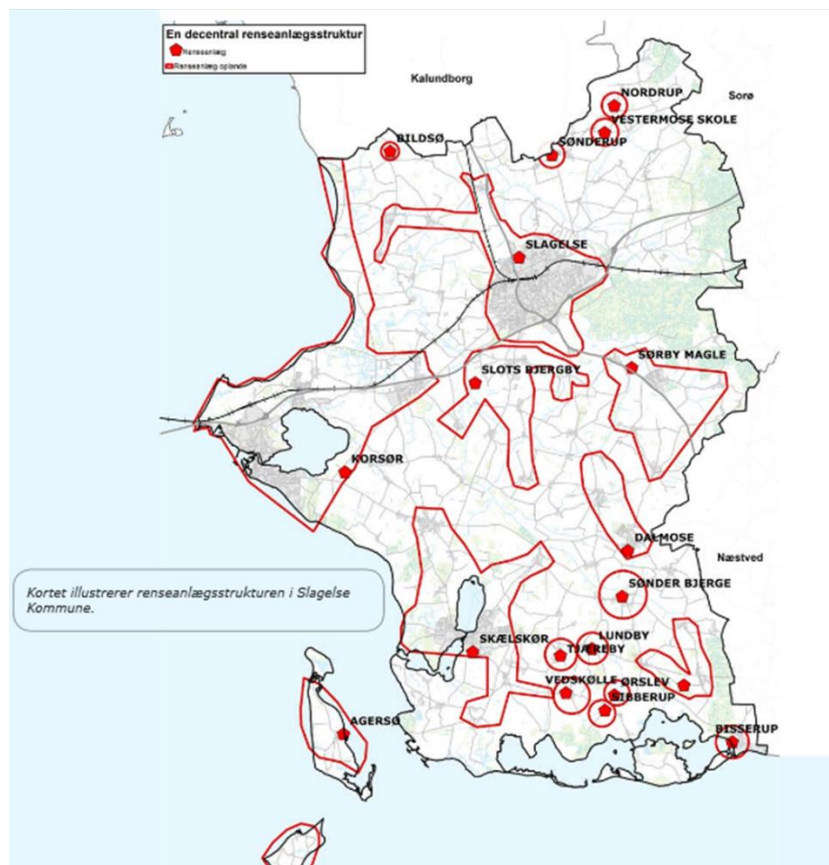 En decentral renseanlægsstruktur
Renseanlæg
Renseanlæg oplande
Kalundborg
Sorø
NORDRUP
VESTERMOSE SKOLE
BILDSØ
SØNDERUP
SLAGELSE
SØRBY MAGLE
SLOTS BJERGBY
KORSØR
DALMOSE
Næstved
SØNDER BJERGE
Kortet illustrerer renseanlægsstrukturen i Slagelse
Kommune.
LUNDBY
SKÆLSKØR
TJÆREBY
VEDSKØLLE
ØRSLEV
SIBBERUP
AGERSØ
BISSERUP